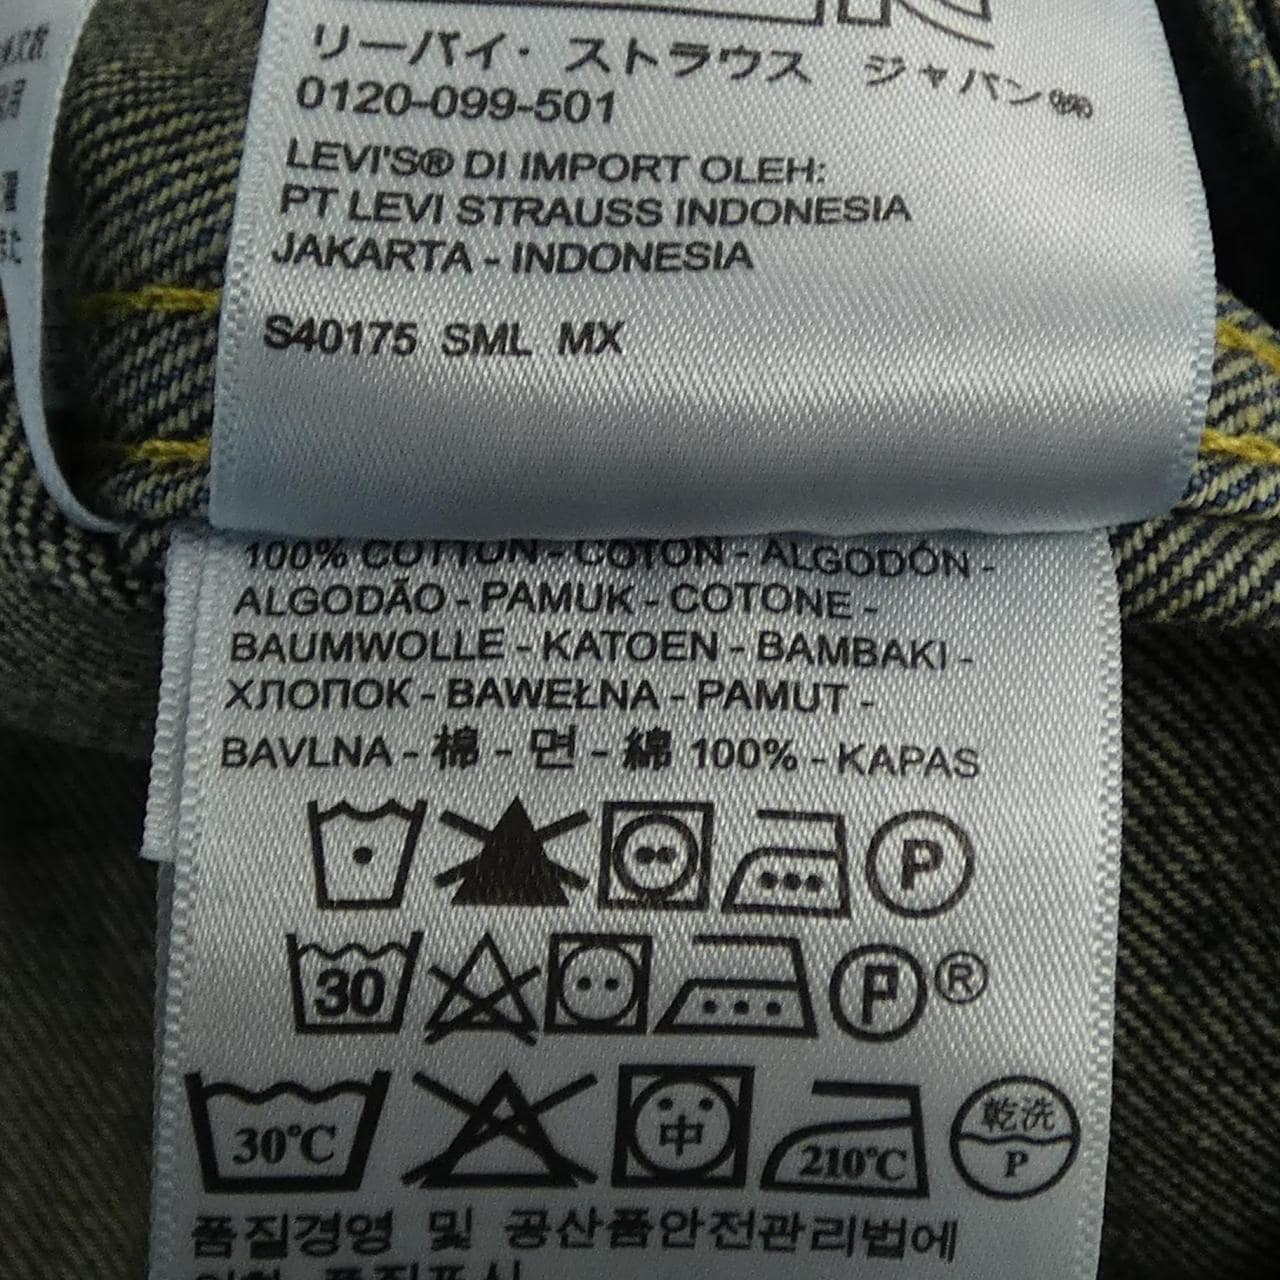 リーバイ・ストラウス ジャパン㈱
0120-099-501
LEVI'S® DI IMPORT OLEH:
PT LEVI STRAUSS INDONESIA
JAKARTA - INDONESIA
S40175 SML MX
100% COTTON - COTON - ALGODÓN -
ALGODÃO - PAMUK - COTONE -
BAUMWOLLE - KATOEN - BAMBAKI -
ХЛОПОК - BAWEŁNA - PAMUT -
BAVLNA - 棉 - 면 - 綿 100% - KAPAS
P
30 P ®
30°C 中 210°C 乾洗 P
품질경영 및 공산품안전관리법에